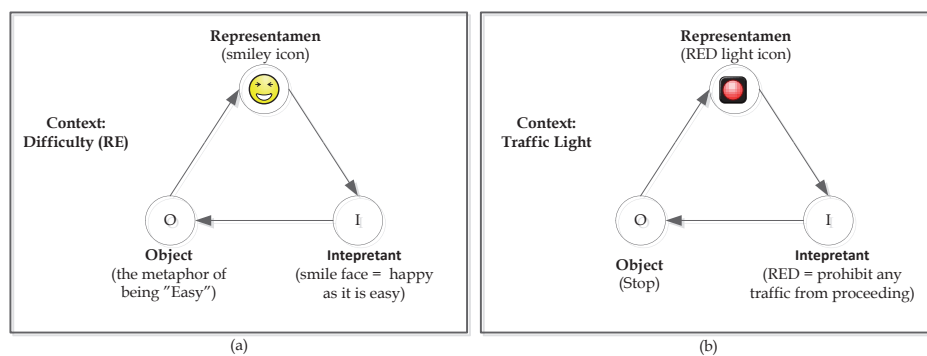 Representamen
(smiley icon)
Context:
Difficulty (RE)
O
I
Object
(the metaphor of
being ”Easy”)
Intepretant
(smile face = happy
as it is easy)
(a)
Representamen
(RED light icon)
Context:
Traffic Light
O
I
Object
(Stop)
Intepretant
(RED = prohibit any
traffic from proceeding)
(b)